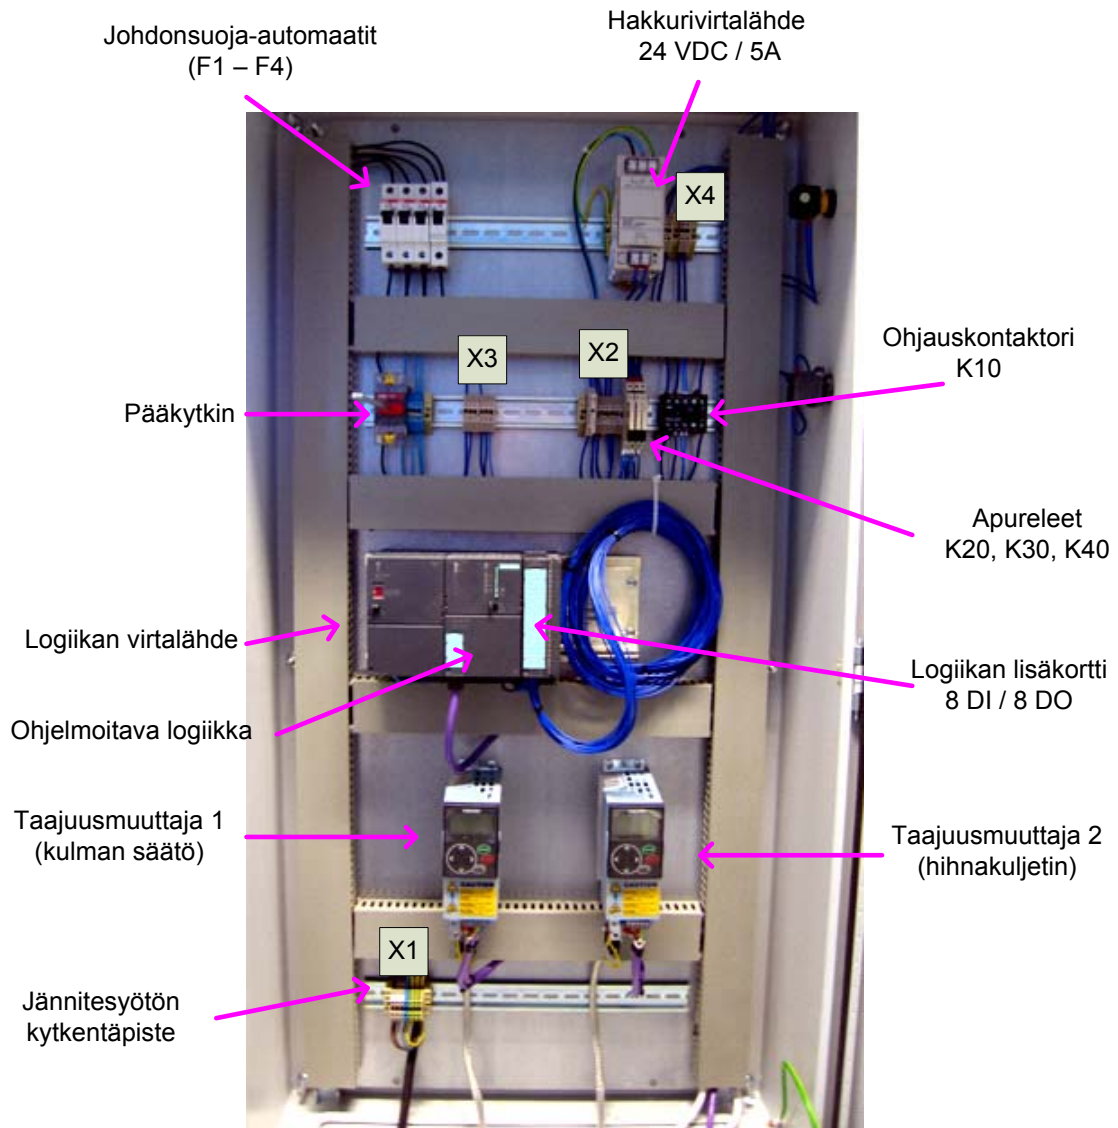 Johdonsuoja-automaatit
(F1 – F4)
Hakkurivirtalähde
24 VDC / 5A
X4
X3
X2
Ohjauskontaktori
K10
Pääkytkin
Apureleet
K20, K30, K40
Logiikan virtalähde
Logiikan lisäkortti
8 DI / 8 DO
Ohjelmoitava logiikka
Taajuusmuuttaja 1
(kulman säätö)
Taajuusmuuttaja 2
(hihnakuljetin)
CAUTION
CAUTION
X1
Jännitesyötön
kytkentäpiste